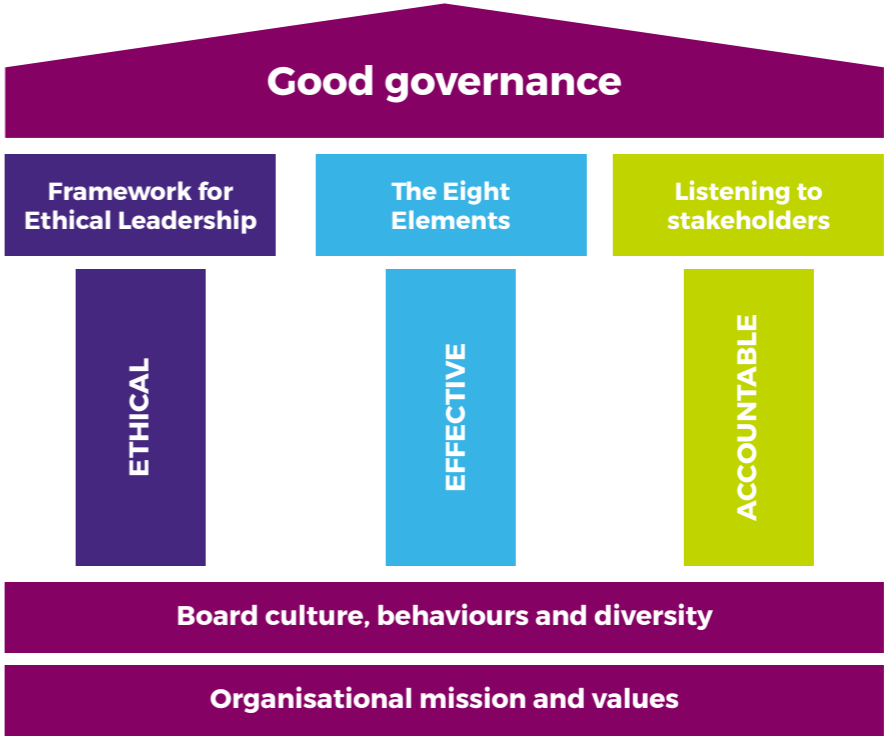 Good governance
Framework for
Ethical Leadership
The Eight
Elements
Listening to
stakeholders
ETHICAL
EFFECTIVE
ACCOUNTABLE
Board culture, behaviours and diversity
Organisational mission and values